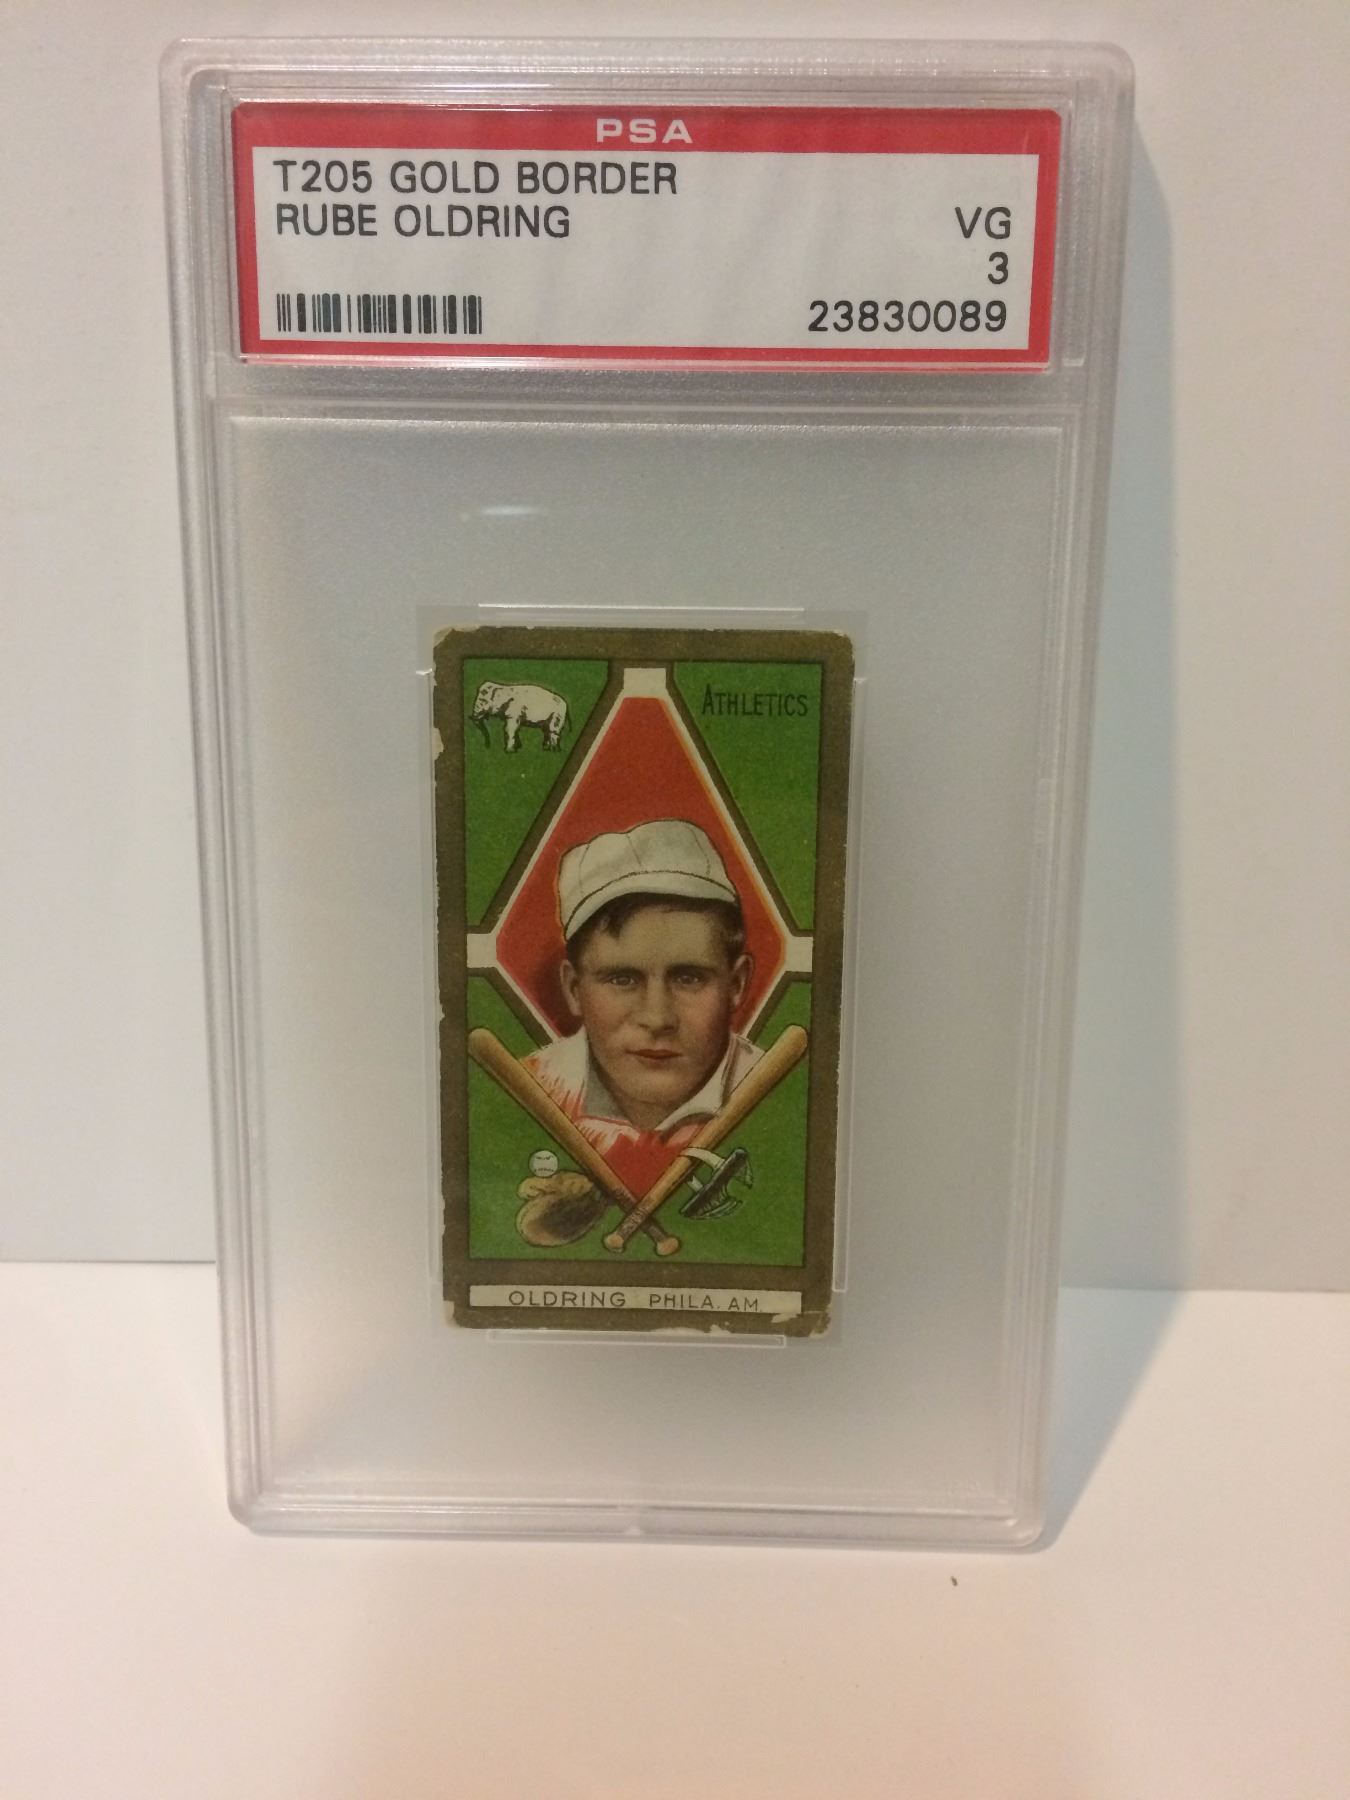 PSA
T205 GOLD BORDER
RUBE OLDRING
VG
3
23830089
ATHLETICS
OLDRING PHILA. AM.